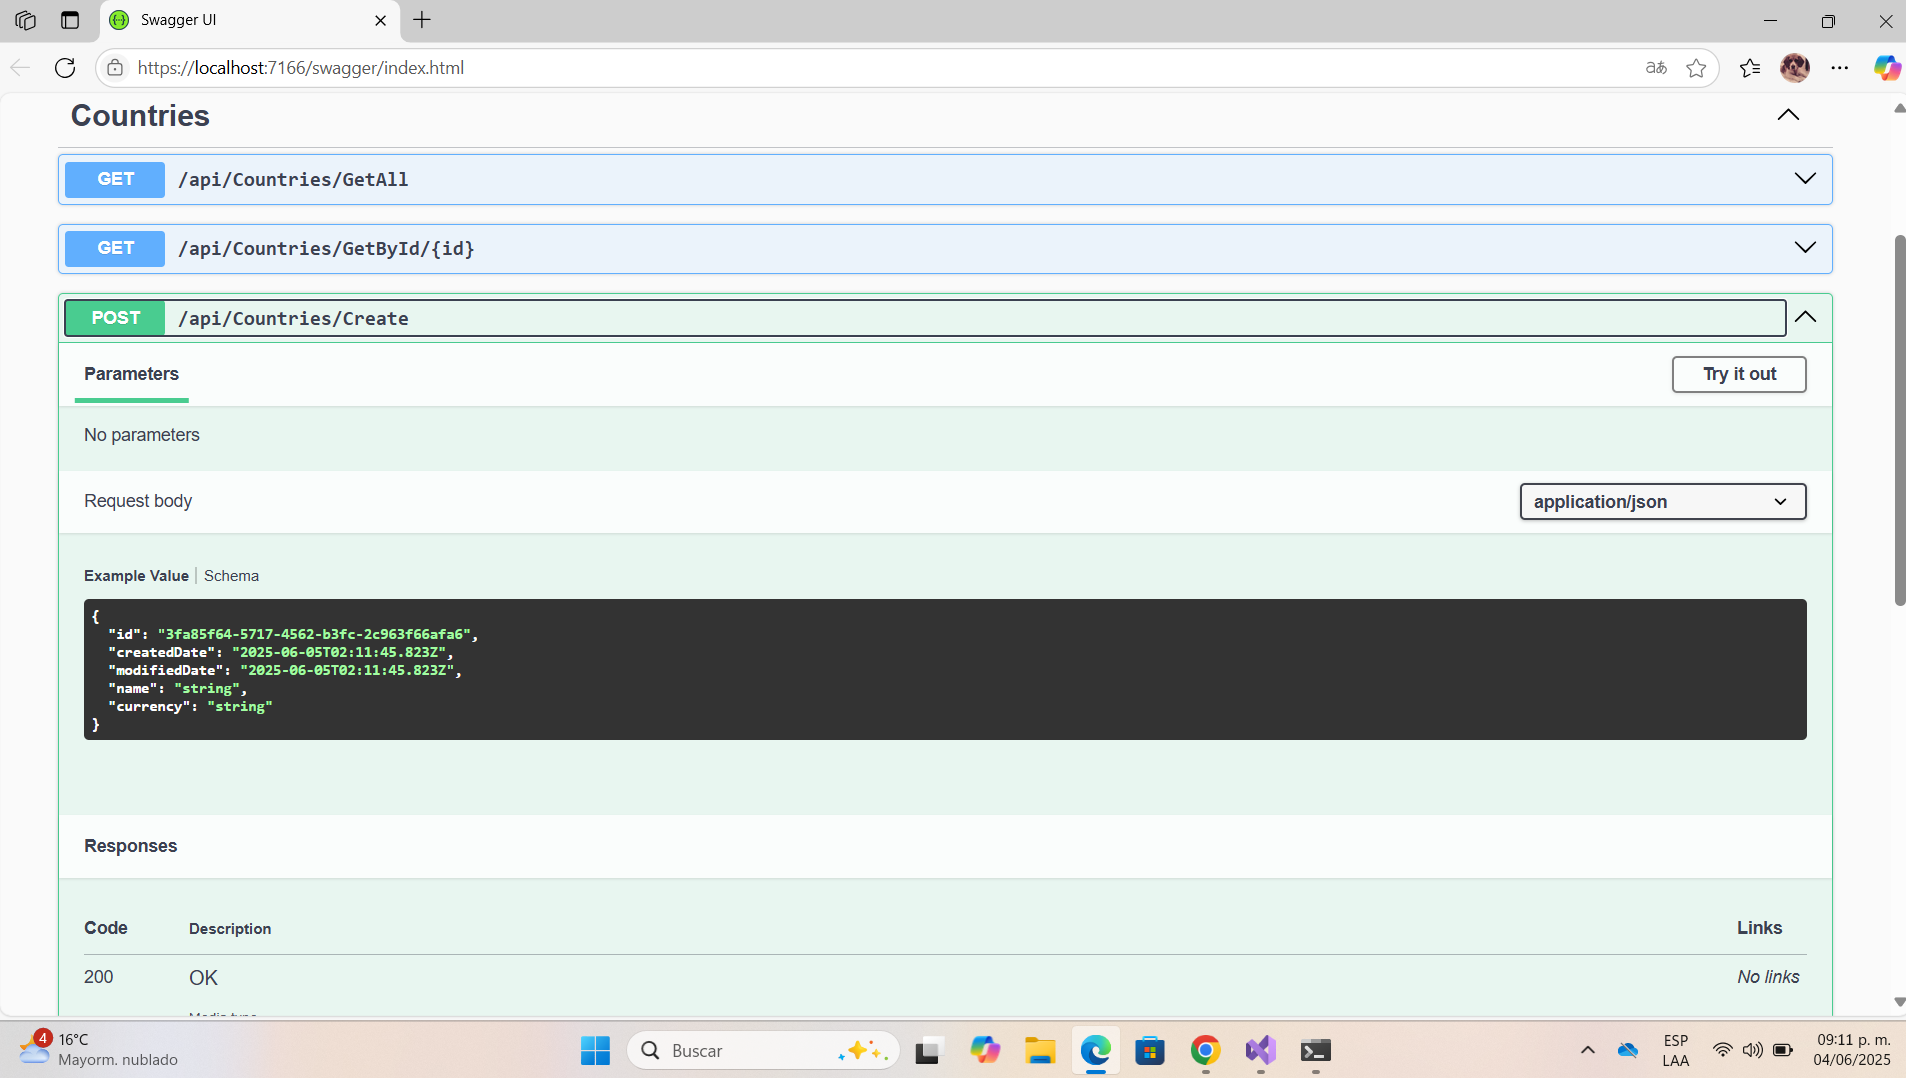 Swagger UI
https://localhost:7166/swagger/index.html
Countries
GET /api/Countries/GetAll
GET /api/Countries/GetById/{id}
POST /api/Countries/Create
Parameters
Try it out
No parameters
Request body
application/json
Example Value | Schema
{
"id": "3fa85f64-5717-4562-b3fc-2c963f66afa6",
"createdDate": "2025-06-05T02:11:45.823Z",
"modifiedDate": "2025-06-05T02:11:45.823Z",
"name": "string",
"currency": "string"
}
Responses
Code Description Links
200 OK No links
Media type
4
16°C
Mayorm. nublado
Buscar
ESP
LAA
09:11 p. m.
04/06/2025